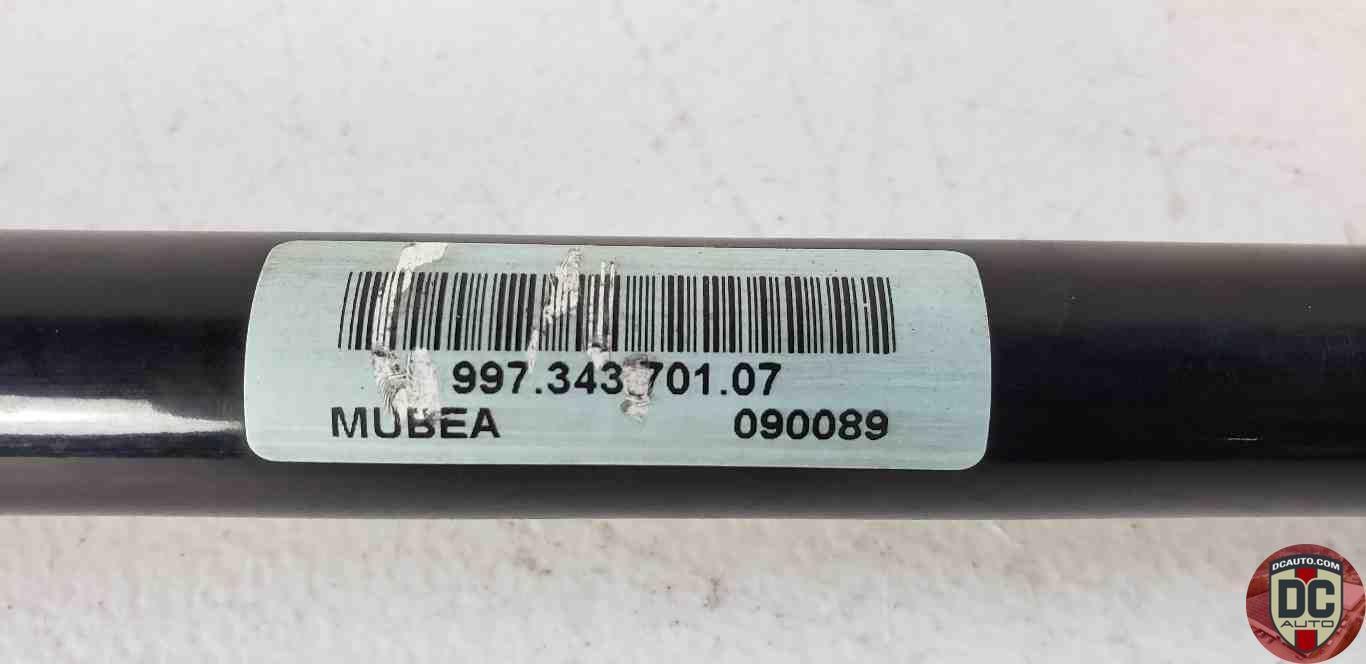 997.343.701.07
MUBEA 090089
DCAUTO.COM
DC
AUTO